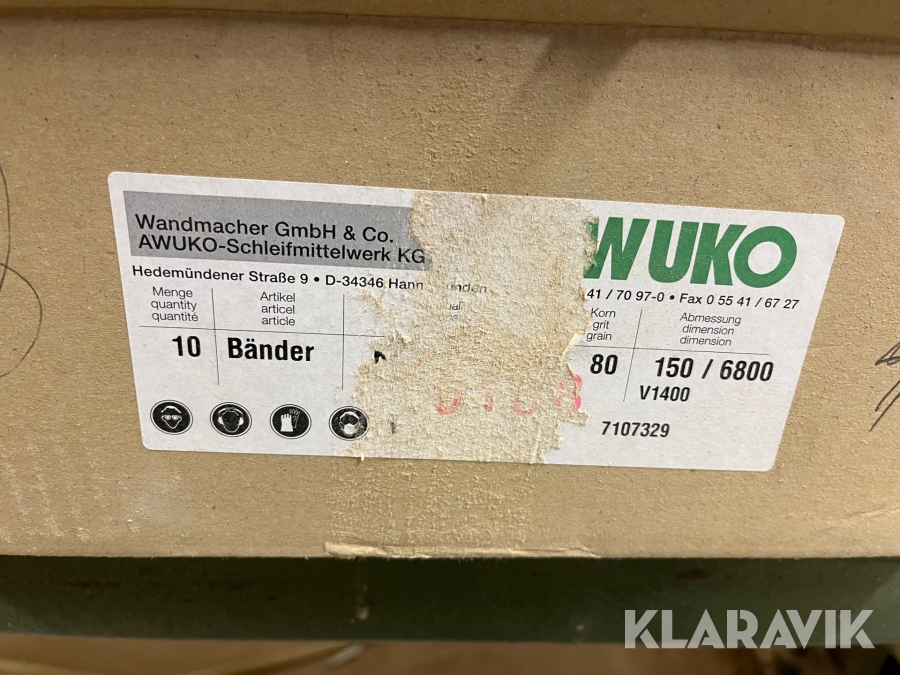 Wandmacher GmbH & Co.
AWUKO-Schleifmittelwerk KG
WUKO
Hedemündener Straße 9 • D-34346 Hann
41 / 70 97-0 • Fax 0 55 41 / 67 27
Menge
quantity
quantité
Artikel
articel
article
Korn
grit
grain
Abmessung
dimension
dimension
10
Bänder
80
150 / 6800
V1400
7107329
KLARAVIK